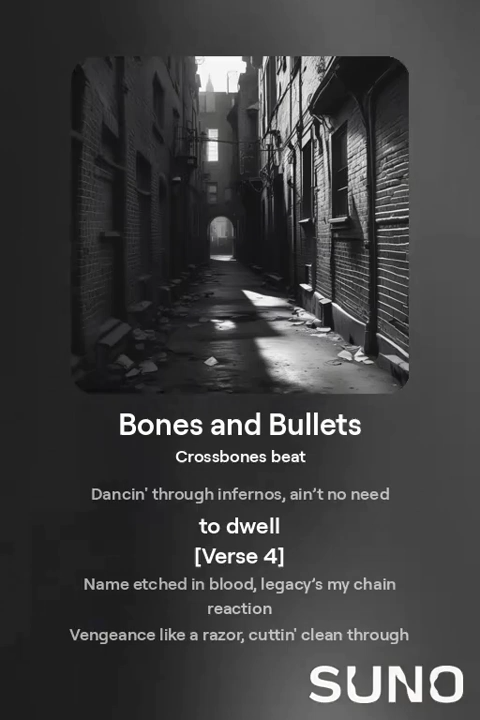 Bones and Bullets
Crossbones beat
Dancin' through infernos, ain’t no need
to dwell
[Verse 4]
Name etched in blood, legacy’s my chain
reaction
Vengeance like a razor, cuttin' clean through
SUNO